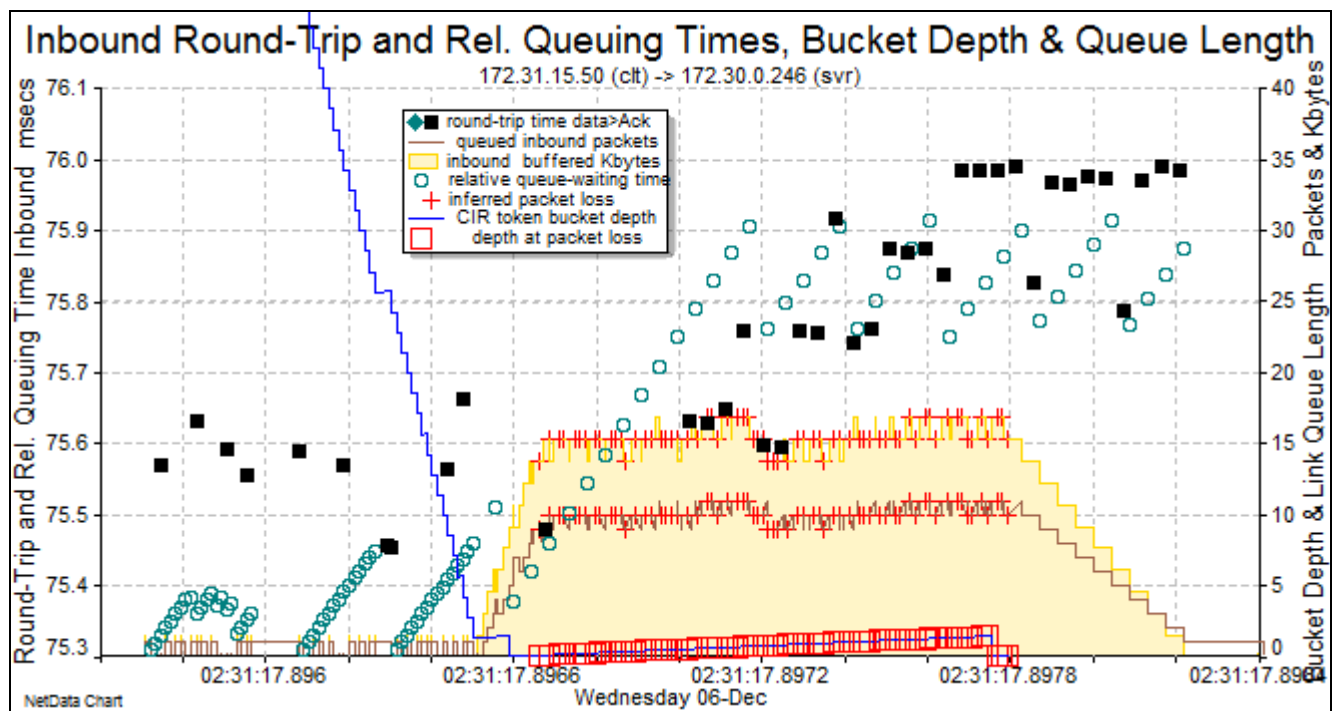 Inbound Round-Trip and Rel. Queuing Times, Bucket Depth & Queue Length
172.31.15.50 (clt) -> 172.30.0.246 (svr)
Round-Trip and Rel. Queuing Time Inbound msecs
76.1
76.0
75.9
75.8
75.7
75.6
75.5
75.4
75.3
round-trip time data>Ack
queued inbound packets
inbound buffered Kbytes
relative queue-waiting time
inferred packet loss
CIR token bucket depth
depth at packet loss
40
35
30
25
20
15
10
5
0
Bucket Depth & Link Queue Length Packets & Kbytes
02:31:17.896
02:31:17.8966
02:31:17.8972
02:31:17.8978
Wednesday 06-Dec
NetData Chart